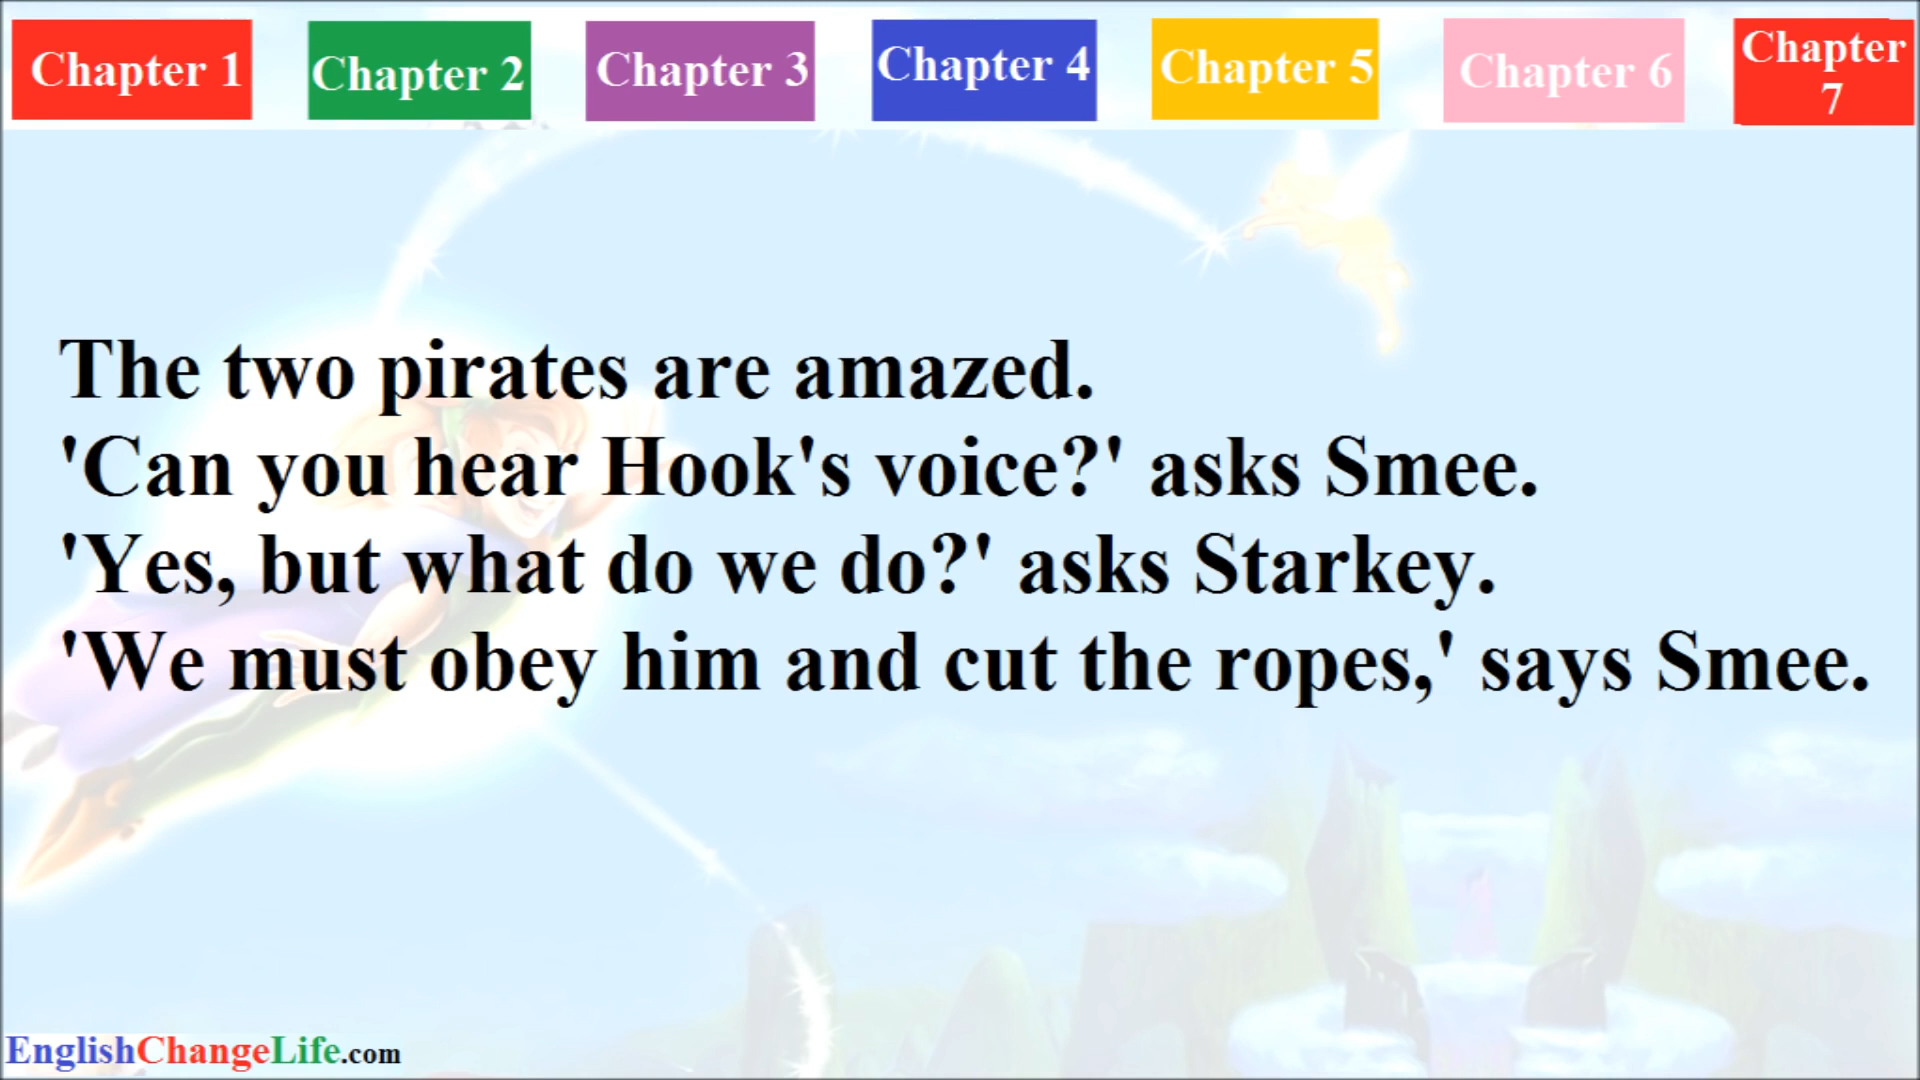 Chapter 1
Chapter 2
Chapter 3
Chapter 4
Chapter 5
Chapter 6
Chapter
7
The two pirates are amazed.
'Can you hear Hook's voice?' asks Smee.
'Yes, but what do we do?' asks Starkey.
'We must obey him and cut the ropes,' says Smee.
EnglishChangeLife.com